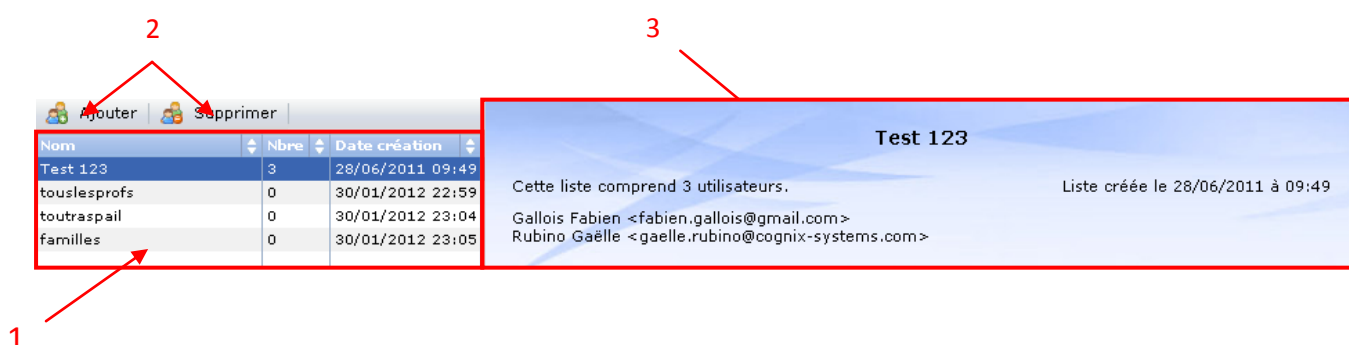 2
3
Ajouter Supprimer
Nom Nbre Date création
Test 123 3 28/06/2011 09:49
touslesprofs 0 30/01/2012 22:59
toutraspail 0 30/01/2012 23:04
familles 0 30/01/2012 23:05
Test 123
Cette liste comprend 3 utilisateurs. Liste créée le 28/06/2011 à 09:49
Gallois Fabien <fabien.gallois@gmail.com>
Rubino Gaëlle <gaelle.rubino@cognix-systems.com>
1